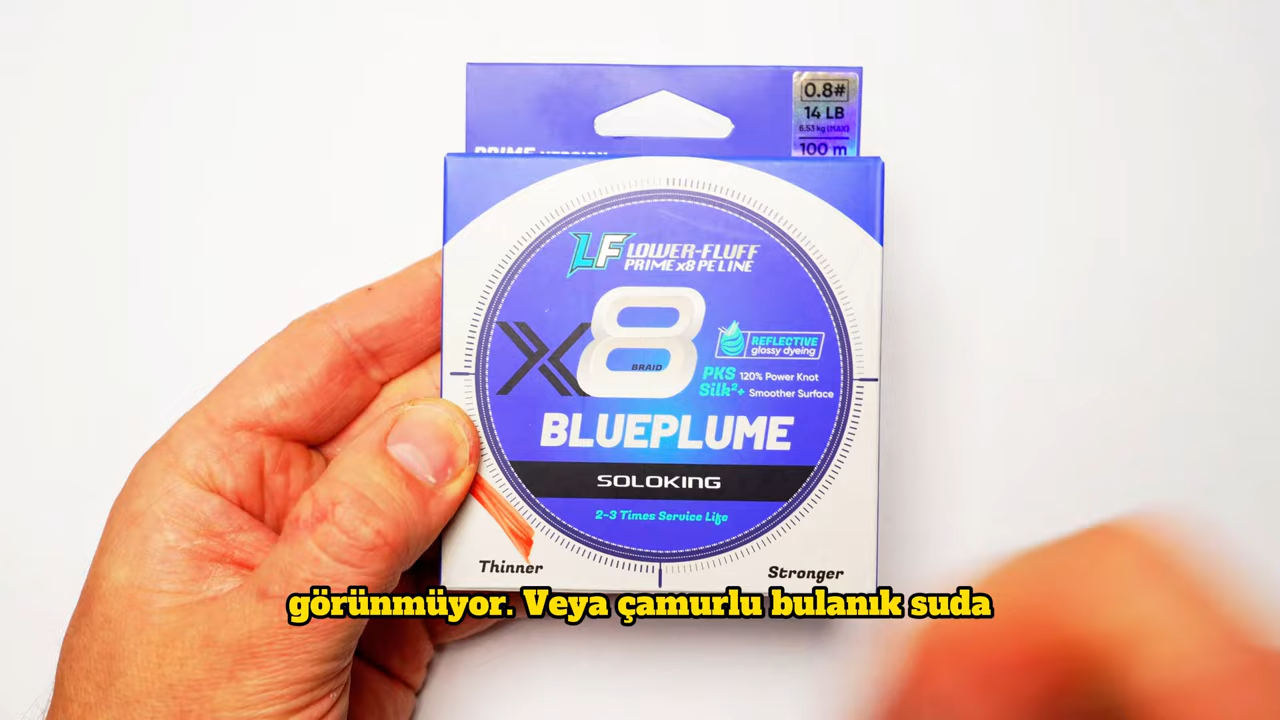 0.8#
14 LB
6.53 kg (MAX)
100 m
PRIME VERSION
LF LOWER-FLUFF
PRIME x8 PE LINE
X8
BRAID
REFLECTIVE
glossy dyeing
PKS 120% Power Knot
Silk²+ Smoother Surface
BLUEPLUME
SOLOKING
2-3 Times Service Life
Thinner
Stronger
görünmüyor. Veya çamurlu bulanık suda